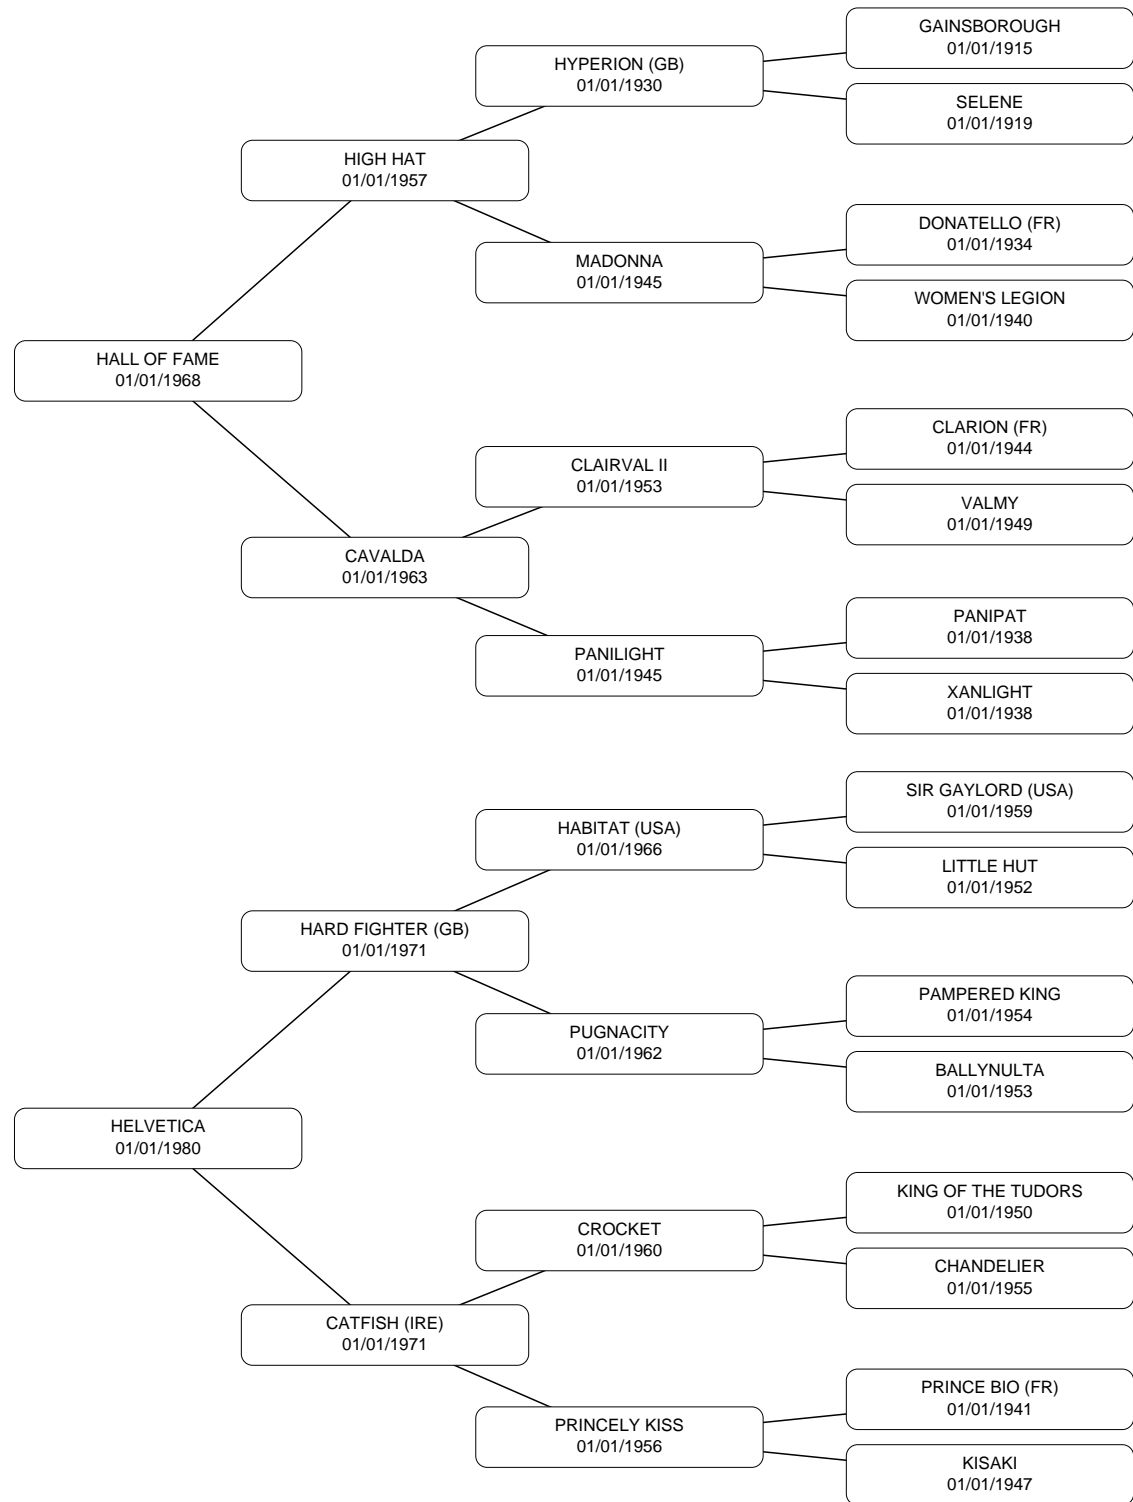 GAINSBOROUGH
01/01/1915
HYPERION (GB)
01/01/1930
SELENE
01/01/1919
HIGH HAT
01/01/1957
DONATELLO (FR)
01/01/1934
MADONNA
01/01/1945
WOMEN'S LEGION
01/01/1940
HALL OF FAME
01/01/1968
CLARION (FR)
01/01/1944
CLAIRVAL II
01/01/1953
VALMY
01/01/1949
CAVALDA
01/01/1963
PANIPAT
01/01/1938
PANILIGHT
01/01/1945
XANLIGHT
01/01/1938
SIR GAYLORD (USA)
01/01/1959
HABITAT (USA)
01/01/1966
LITTLE HUT
01/01/1952
HARD FIGHTER (GB)
01/01/1971
PAMPERED KING
01/01/1954
PUGNACITY
01/01/1962
BALLYNULTA
01/01/1953
HELVETICA
01/01/1980
KING OF THE TUDORS
01/01/1950
CROCKET
01/01/1960
CHANDELIER
01/01/1955
CATFISH (IRE)
01/01/1971
PRINCE BIO (FR)
01/01/1941
PRINCELY KISS
01/01/1956
KISAKI
01/01/1947